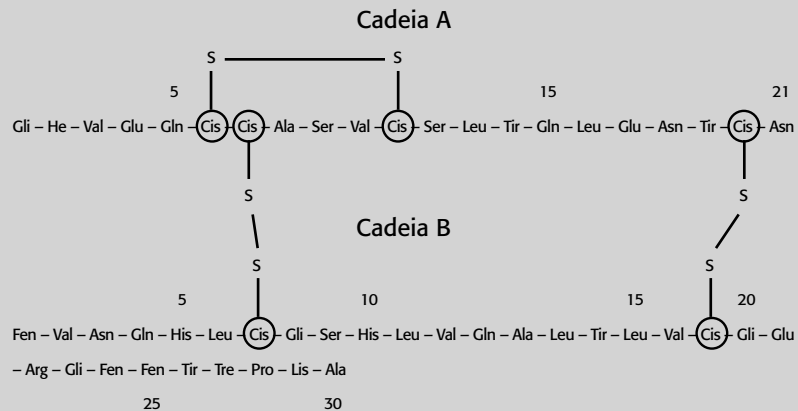 Cadeia A
S S
5 15 21
Gli – He – Val – Glu – Gln – Cis – Cis – Ala – Ser – Val – Cis – Ser – Leu – Tir – Gln – Leu – Glu – Asn – Tir – Cis – Asn
S S
Cadeia B
S S
5 10 15 20
Fen – Val – Asn – Gln – His – Leu – Cis – Gli – Ser – His – Leu – Val – Gln – Ala – Leu – Tir – Leu – Val – Cis – Gli – Glu
– Arg – Gli – Fen – Fen – Tir – Tre – Pro – Lis – Ala
25 30